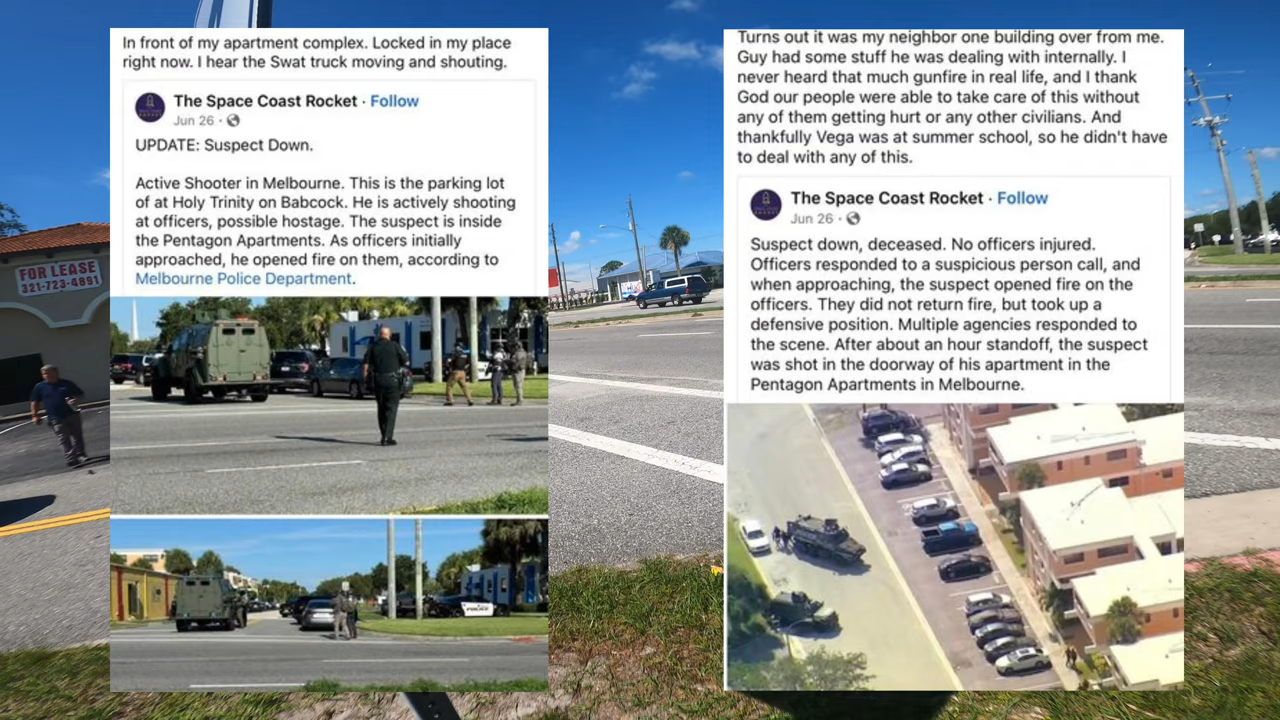 In front of my apartment complex. Locked in my place
right now. I hear the Swat truck moving and shouting.
The Space Coast Rocket · Follow
Jun 26 ·
UPDATE: Suspect Down.
Active Shooter in Melbourne. This is the parking lot
of at Holy Trinity on Babcock. He is actively shooting
at officers, possible hostage. The suspect is inside
the Pentagon Apartments. As officers initially
approached, he opened fire on them, according to
Melbourne Police Department.
POLICE
Turns out it was my neighbor one building over from me.
Guy had some stuff he was dealing with internally. I
never heard that much gunfire in real life, and I thank
God our people were able to take care of this without
any of them getting hurt or any other civilians. And
thankfully Vega was at summer school, so he didn't have
to deal with any of this.
The Space Coast Rocket · Follow
Jun 26 ·
Suspect down, deceased. No officers injured.
Officers responded to a suspicious person call, and
when approaching, the suspect opened fire on the
officers. They did not return fire, but took up a
defensive position. Multiple agencies responded to
the scene. After about an hour standoff, the suspect
was shot in the doorway of his apartment in the
Pentagon Apartments in Melbourne.
FOR LEASE
321-723-4891